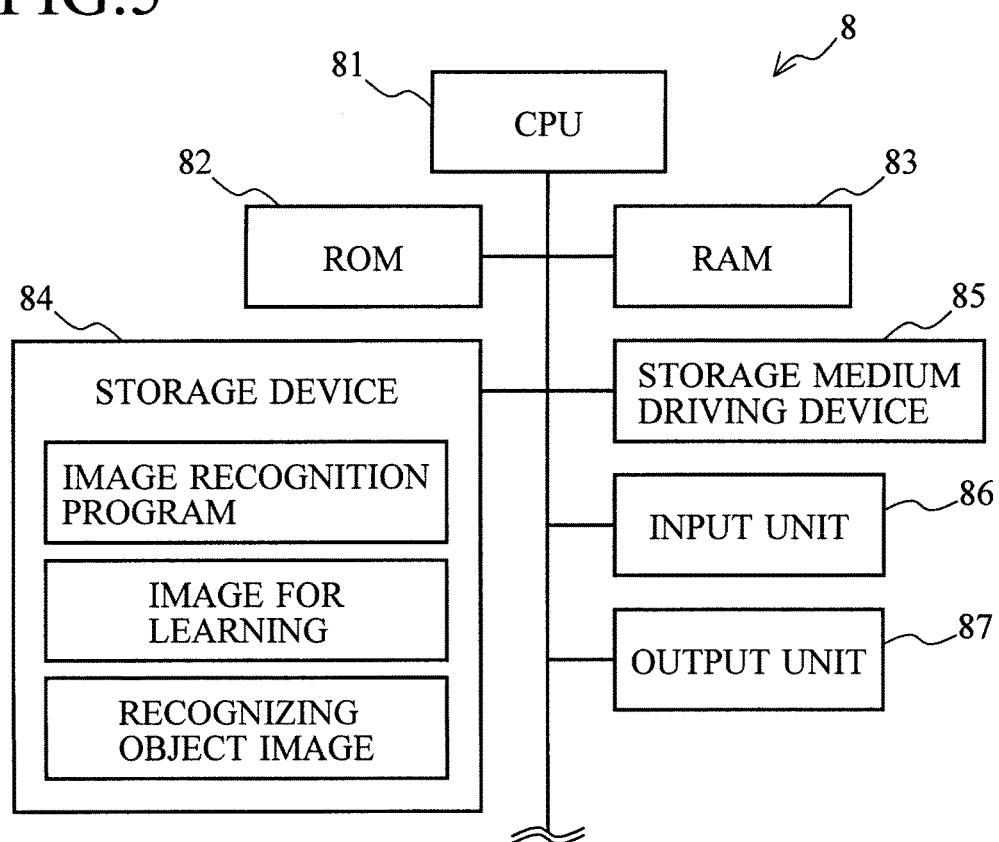 FIG.5
8
81
CPU
82
ROM
83
RAM
84
STORAGE DEVICE
IMAGE RECOGNITION
PROGRAM
IMAGE FOR
LEARNING
RECOGNIZING
OBJECT IMAGE
85
STORAGE MEDIUM
DRIVING DEVICE
86
INPUT UNIT
87
OUTPUT UNIT